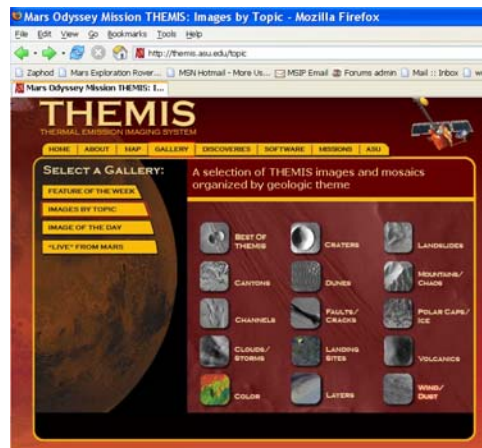 Mars Odyssey Mission THEMIS: Images by Topic - Mozilla Firefox
File Edit View Go Bookmarks Tools Help
http://themis.asu.edu/topic
Zaphod Mars Exploration Rover... MSN Hotmail - More Us... MSIP Email Forums admin Mail :: Inbox
Mars Odyssey Mission THEMIS: I...
THEMIS
THERMAL EMISSION IMAGING SYSTEM
HOME ABOUT MAP GALLERY DISCOVERIES SOFTWARE MISSIONS ASU
SELECT A GALLERY:
FEATURE OF THE WEEK
IMAGES BY TOPIC
IMAGE OF THE DAY
"LIVE" FROM MARS
A selection of THEMIS images and mosaics
organized by geologic theme
BEST OF
THEMIS
CRATERS
LANDSLIDES
CANYONS
DUNES
MOUNTAINS/
CHAOS
CHANNELS
FAULTS/
CRACKS
POLAR CAPS/
ICE
CLOUDS/
STORMS
LANDING
SITES
VOLCANICS
COLOR
LAYERS
WIND/
DUST